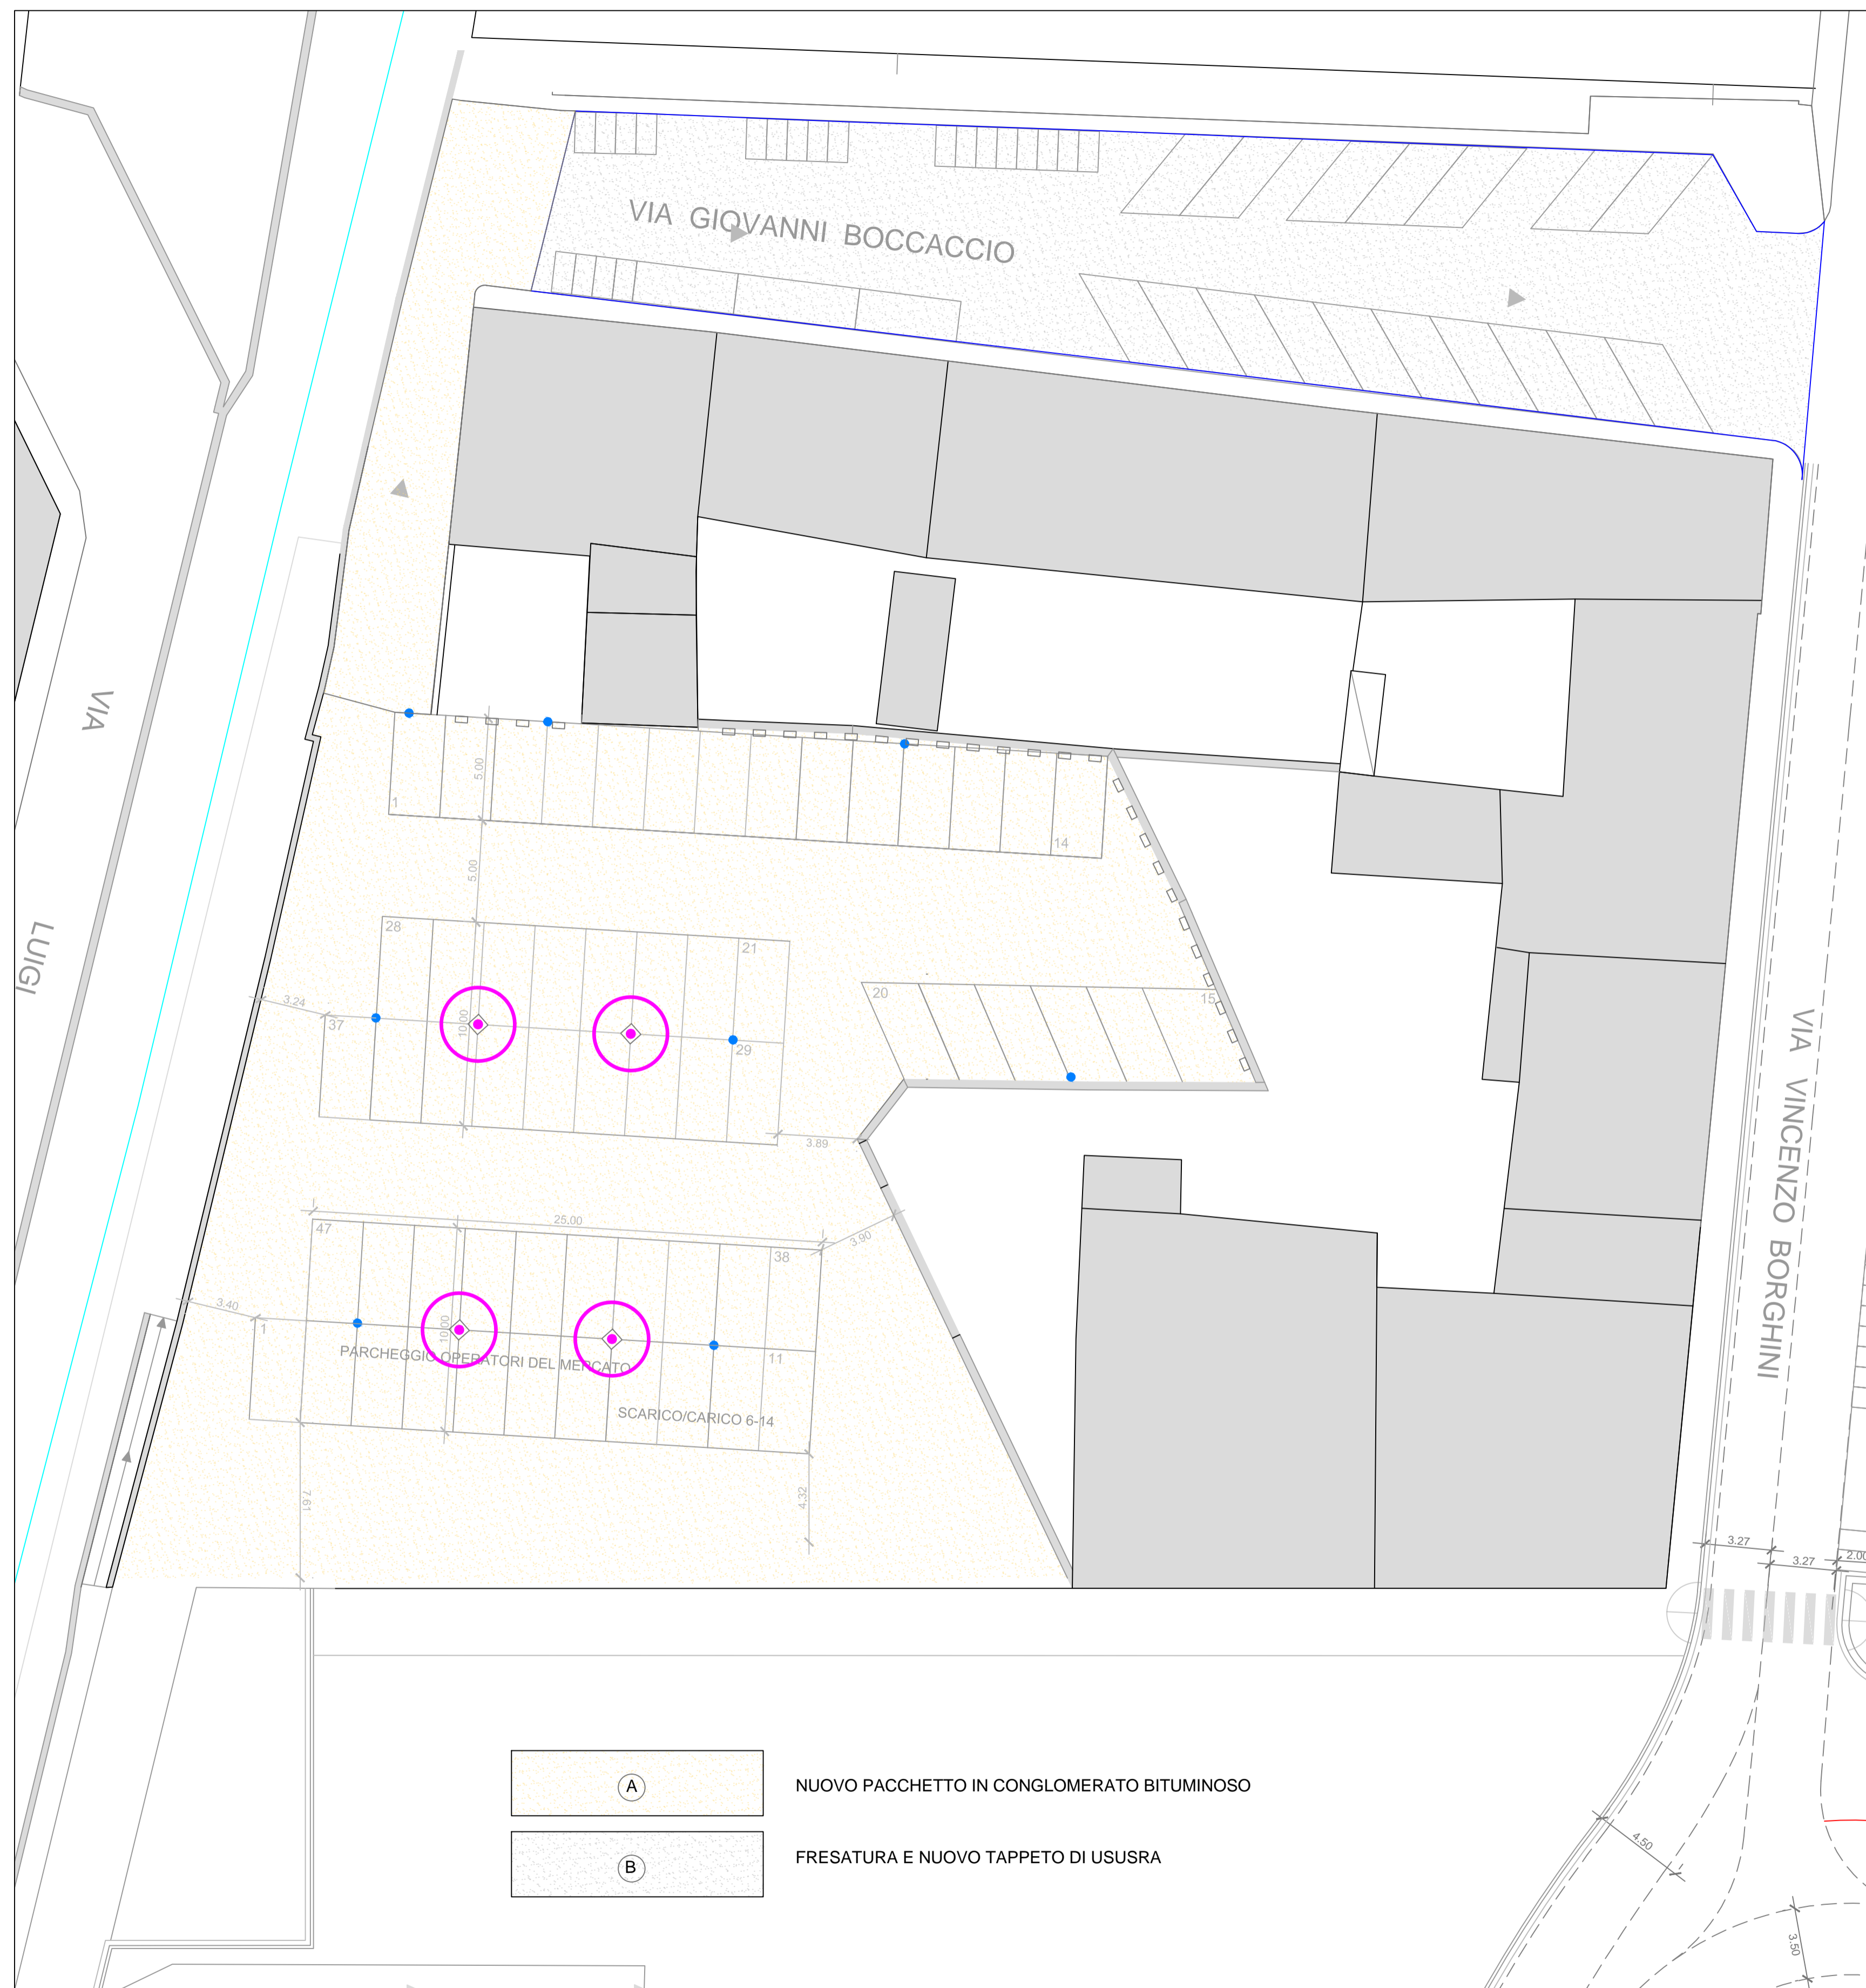 VIA GIOVANNI BOCCACCIO
VIA
LUIGI
5.00
1
14
5.00
28
21
20
15
3.24
37
10.00
29
3.89
25.00
47
38
3.90
3.40
1
10.00
11
PARCHEGGIO OPERATORI DEL MERCATO
SCARICO/CARICO 6-14
7.61
4.32
VIA VINCENZO BORGHINI
3.27
3.27
2.00
A
NUOVO PACCHETTO IN CONGLOMERATO BITUMINOSO
B
FRESATURA E NUOVO TAPPETO DI USUSRA
4.50
3.50